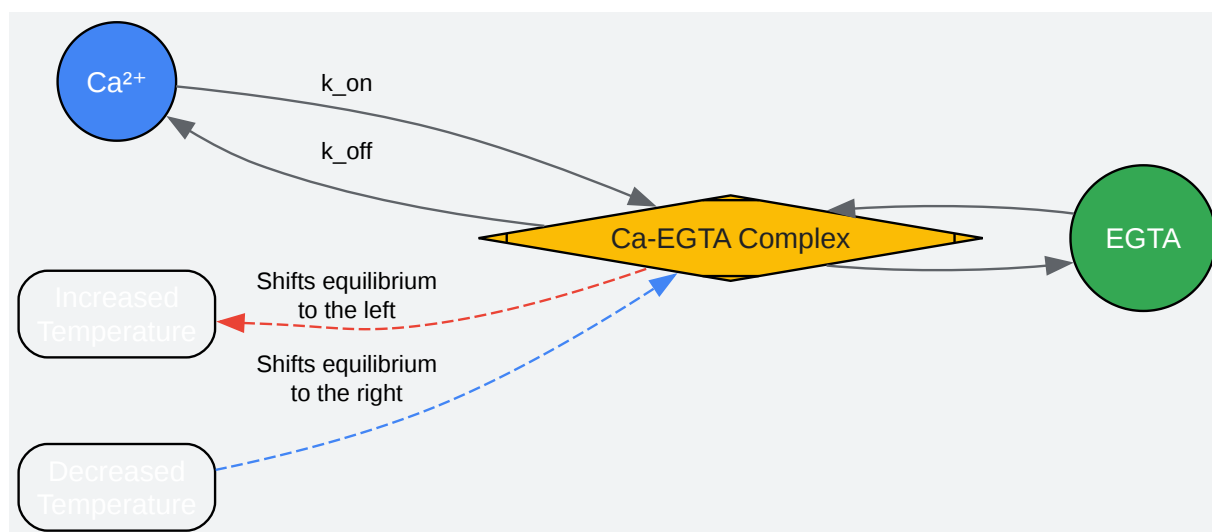 Ca²⁺
k_on
k_off
Ca-EGTA Complex
EGTA
Increased
Temperature
Shifts equilibrium
to the left
Shifts equilibrium
to the right
Decreased
Temperature